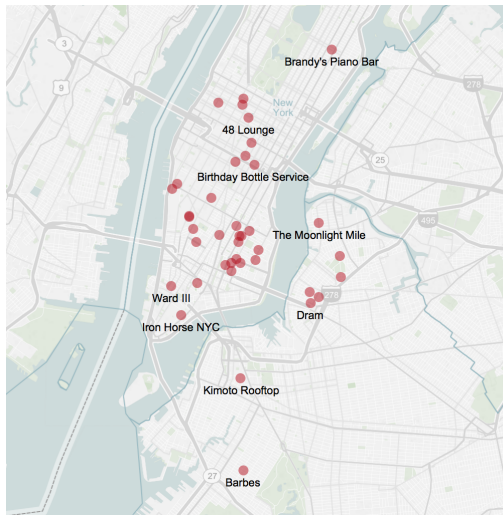 3
Brandy's Piano Bar
9
278
New
York
48 Lounge
25
Birthday Bottle Service
495
The Moonlight Mile
Ward III
278
Dram
Iron Horse NYC
Kimoto Rooftop
27
Barbes